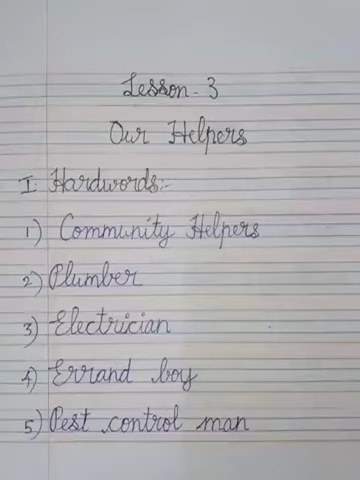 Lesson - 3
Our Helpers
I. Hardwords:-
1) Community Helpers
2) Plumber
3) Electrician
4) Errand boy
5) Pest control man